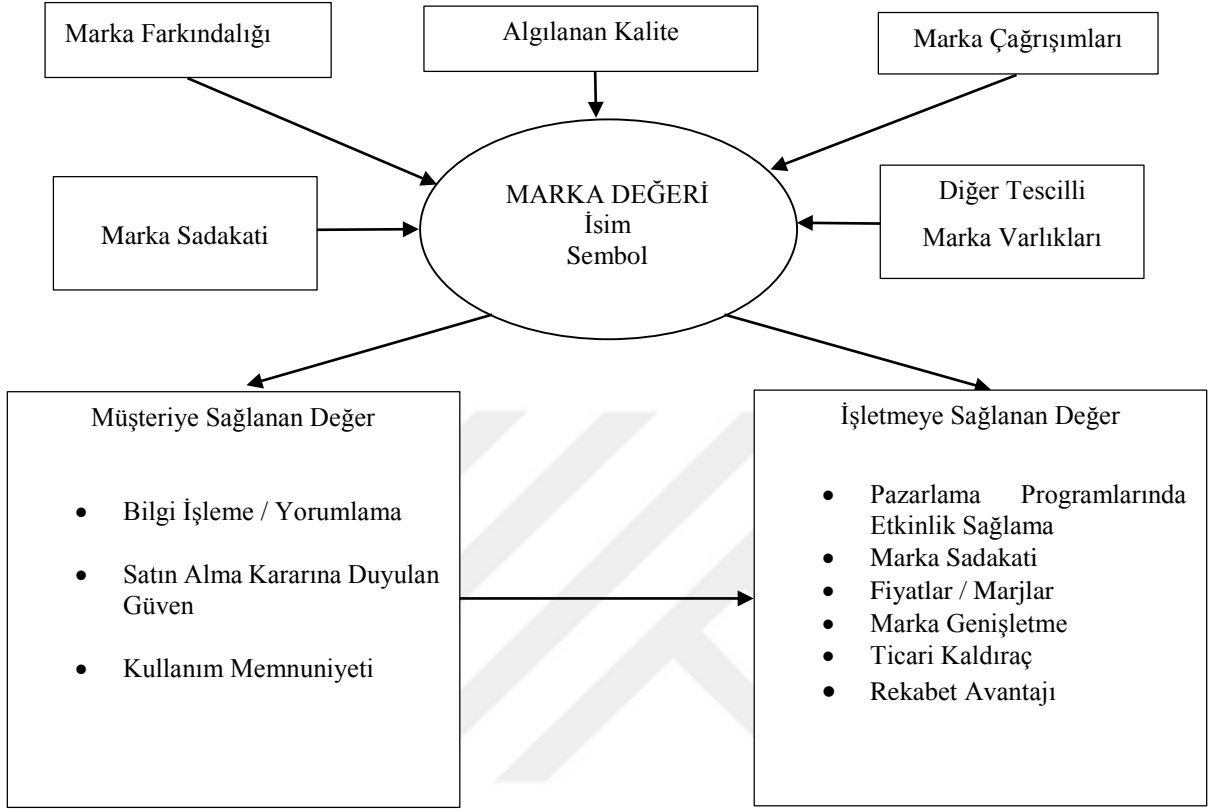 Marka Farkındalığı
Algılanan Kalite
Marka Çağrışımları
Marka Sadakati
MARKA DEĞERİ
İsim
Sembol
Diğer Tescilli
Marka Varlıkları
Müşteriye Sağlanan Değer
• Bilgi İşleme / Yorumlama
• Satın Alma Kararına Duyulan
Güven
• Kullanım Memnuniyeti
İşletmeye Sağlanan Değer
• Pazarlama Programlarında
Etkinlik Sağlama
• Marka Sadakati
• Fiyatlar / Marjlar
• Marka Genişletme
• Ticari Kaldıraç
• Rekabet Avantajı